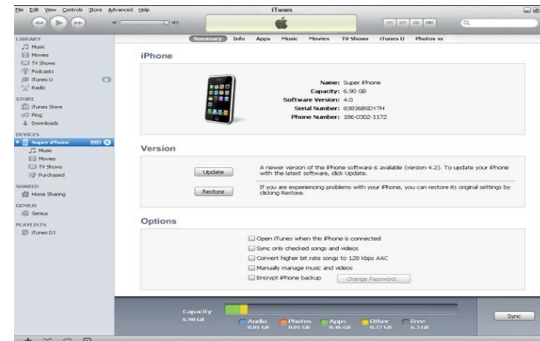 File Edit View Controls Store Advanced Help
iTunes
Summary Info Apps Music Movies TV Shows iTunes U Photos
LIBRARY
Music
Movies
TV Shows
Podcasts
iTunes U
Radio
STORE
iTunes Store
Ping
Downloads
DEVICES
Super iPhone
Music
Movies
TV Shows
Purchased
SHARED
Home Sharing
GENIUS
Genius
PLAYLISTS
iTunes DJ
iPhone
Name: Super iPhone
Capacity: 6.90 GB
Software Version: 4.0
Serial Number: 83836BSDY7H
Phone Number: 106-0302-1172
Version
Update
A newer version of the iPhone software is available (version 4.2). To update your iPhone
with the latest software, click Update.
Restore
If you are experiencing problems with your iPhone, you can restore its original settings by
clicking Restore.
Options
Open iTunes when this iPhone is connected
Sync only checked songs and videos
Convert higher bit rate songs to 128 kbps AAC
Manually manage music and videos
Encrypt iPhone backup Change Password...
Capacity
6.90 GB
Audio Photos Apps Other Free
Sync